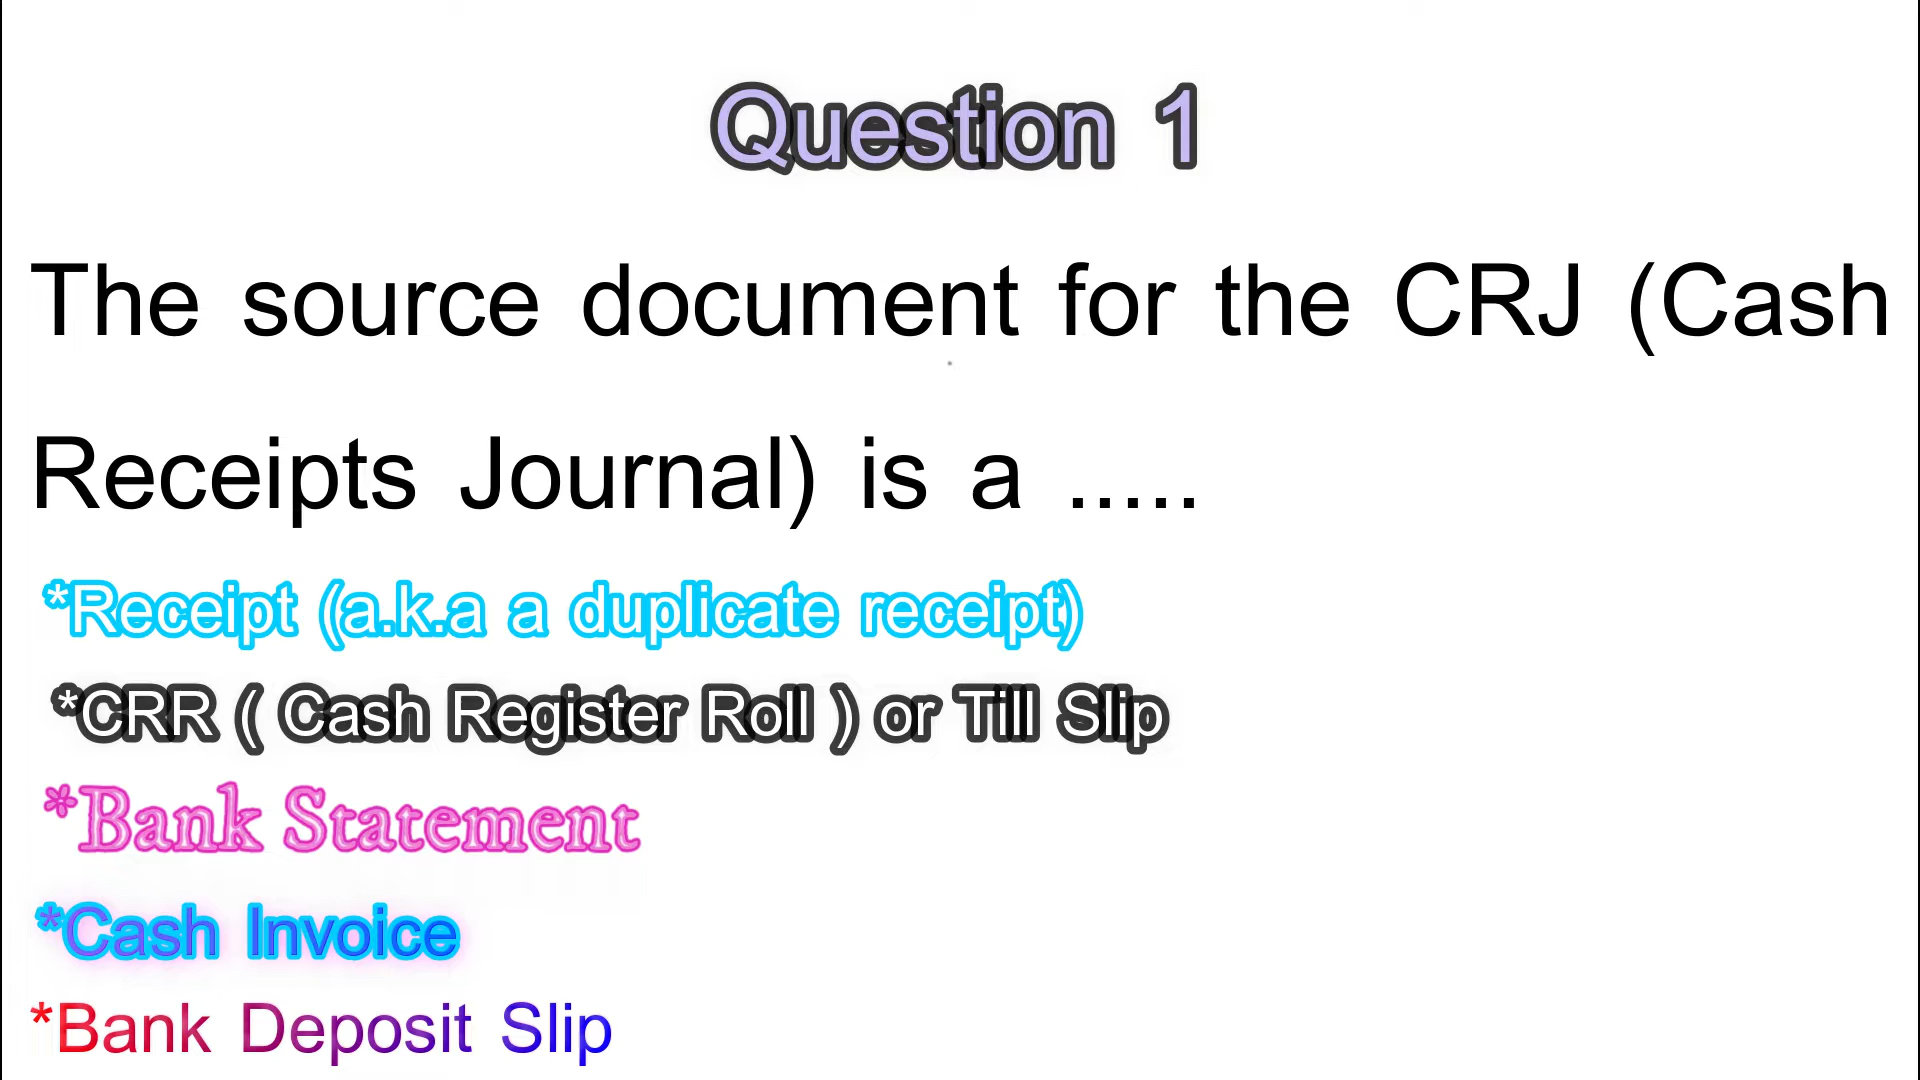 Question 1
The source document for the CRJ (Cash
Receipts Journal) is a .....
*Receipt (a.k.a a duplicate receipt)
*CRR ( Cash Register Roll ) or Till Slip
*Bank Statement
*Cash Invoice
*Bank Deposit Slip